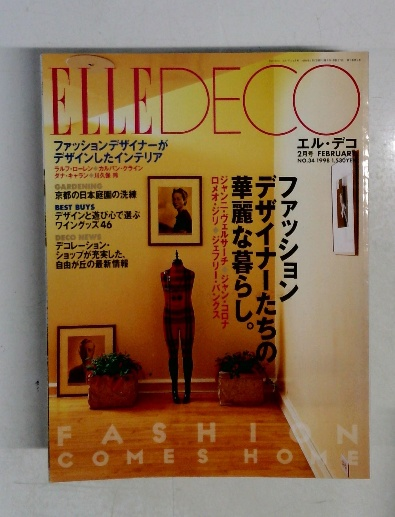 ELLE DECO
エル・デコ
2月号 FEBRUARY
NO.34 1998 1,530YEN
ファッションデザイナーが
デザインしたインテリア
ラルフ・ローレン★カルバン・クライン
ダナ・キャラン★川久保 玲
GARDENING
京都の日本庭園の洗練
BEST BUYS
デザインと遊び心で選ぶ
ワイングッズ46
DECO NEWS
デコレーション・
ショップが充実した、
自由が丘の最新情報
ファッション
デザイナーたちの
華麗な暮らし。
ジャンニ・ヴェルサーチ★ジャン・コロナ
ロメオ・ジリ★ジェフリー・バンクス
FASHION
COMES HOME